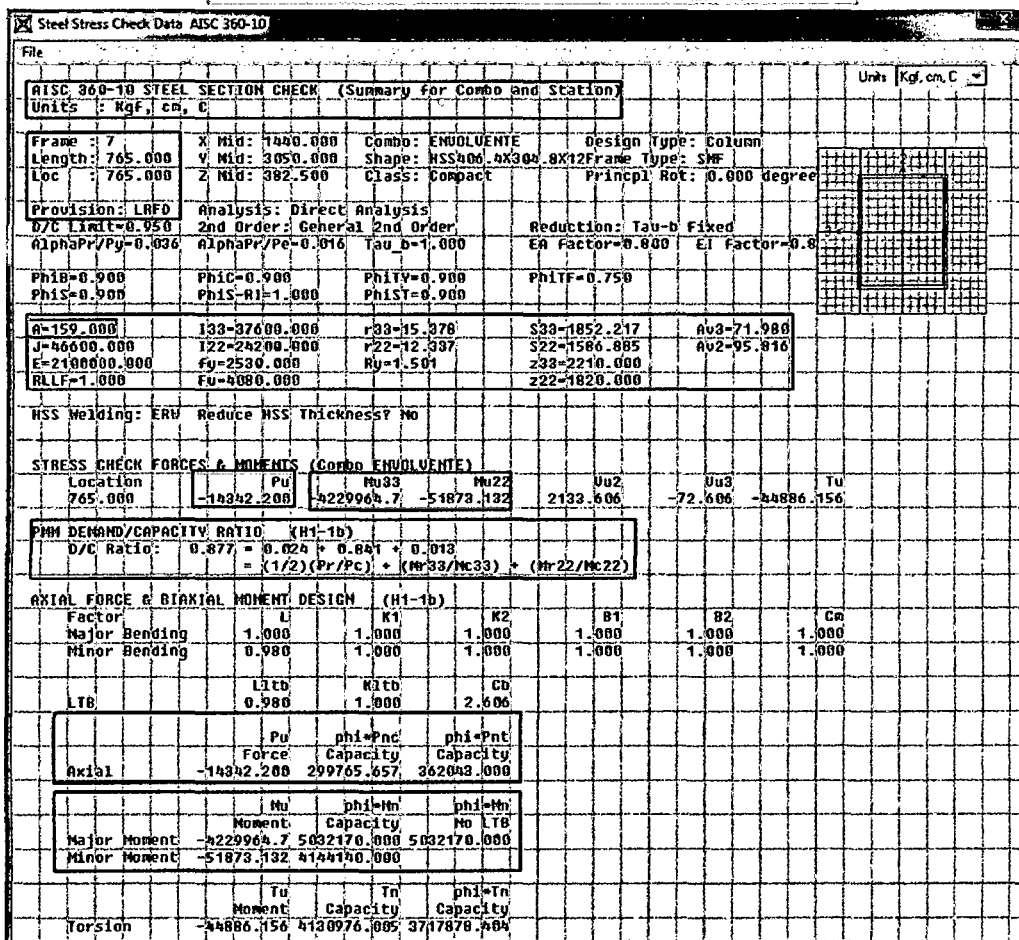 Steel Stress Check Data AISC 360-10
File
Units Kgf, cm, C
AISC 360-10 STEEL SECTION CHECK (Summary for Combo and Station)
Units : Kgf, cm, C
Frame : 7 X Mid: 1440.000 Combo: ENVOLVENTE Design Type: Column
Length: 765.000 Y Mid: 3050.000 Shape: HSS406.4X304.8X12Frame Type: SMF
Loc : 765.000 Z Mid: 382.500 Class: Compact Princpl Rot: 0.000 degree
Provision: LRFD Analysis: Direct Analysis
D/C Limit=0.950 2nd Order: General 2nd Order Reduction: Tau-b Fixed
AlphaPr/Py=0.036 AlphaPr/Pe=0.016 Tau_b=1.000 EA factor=0.800 EI factor=0.8
PhiB=0.900 PhiC=0.900 PhiTY=0.900 PhiTF=0.750
PhiS=0.900 PhiS-RI=1.000 PhiST=0.900
A=159.000 I33=37600.000 r33=15.378 S33=1852.217 Av3=71.980
J=46600.000 I22=24200.000 r22=12.337 S22=1586.885 Av2=95.816
E=2100000.000 fy=2530.000 Ry=1.501 z33=2210.000
RLLF=1.000 Fu=4080.000 z22=1820.000
HSS Welding: ERW Reduce HSS Thickness? No
STRESS CHECK FORCES & MOMENTS (Combo ENVOLVENTE)
Location Pu Mu33 Mu22 Vu2 Vu3 Tu
765.000 -14342.208 -4229964.7 -51873.132 2133.606 -72.606 -44886.156
PMM DEMAND/CAPACITY RATIO (H1-1b)
D/C Ratio: 0.877 = 0.024 + 0.841 + 0.013
= (1/2)(Pr/Pc) + (Mr33/Mc33) + (Mr22/Mc22)
AXIAL FORCE & BIAXIAL MOMENT DESIGN (H1-1b)
Factor L K1 K2 B1 B2 Cm
Major Bending 1.000 1.000 1.000 1.000 1.000 1.000
Minor Bending 0.980 1.000 1.000 1.000 1.000 1.000
Lltb Kltb Cb
LTB 0.980 1.000 2.606
Pu phi*Pnc phi*Pnt
Force Capacity Capacity
Axial -14342.208 299765.657 362043.000
Mu phi*Mn phi*Mn
Moment Capacity No LTB
Major Moment -4229964.7 5032170.000 5032170.000
Minor Moment -51873.132 4144140.000
Tu Tn phi*Tn
Moment Capacity Capacity
Torsion -44886.156 4130976.005 3717878.404